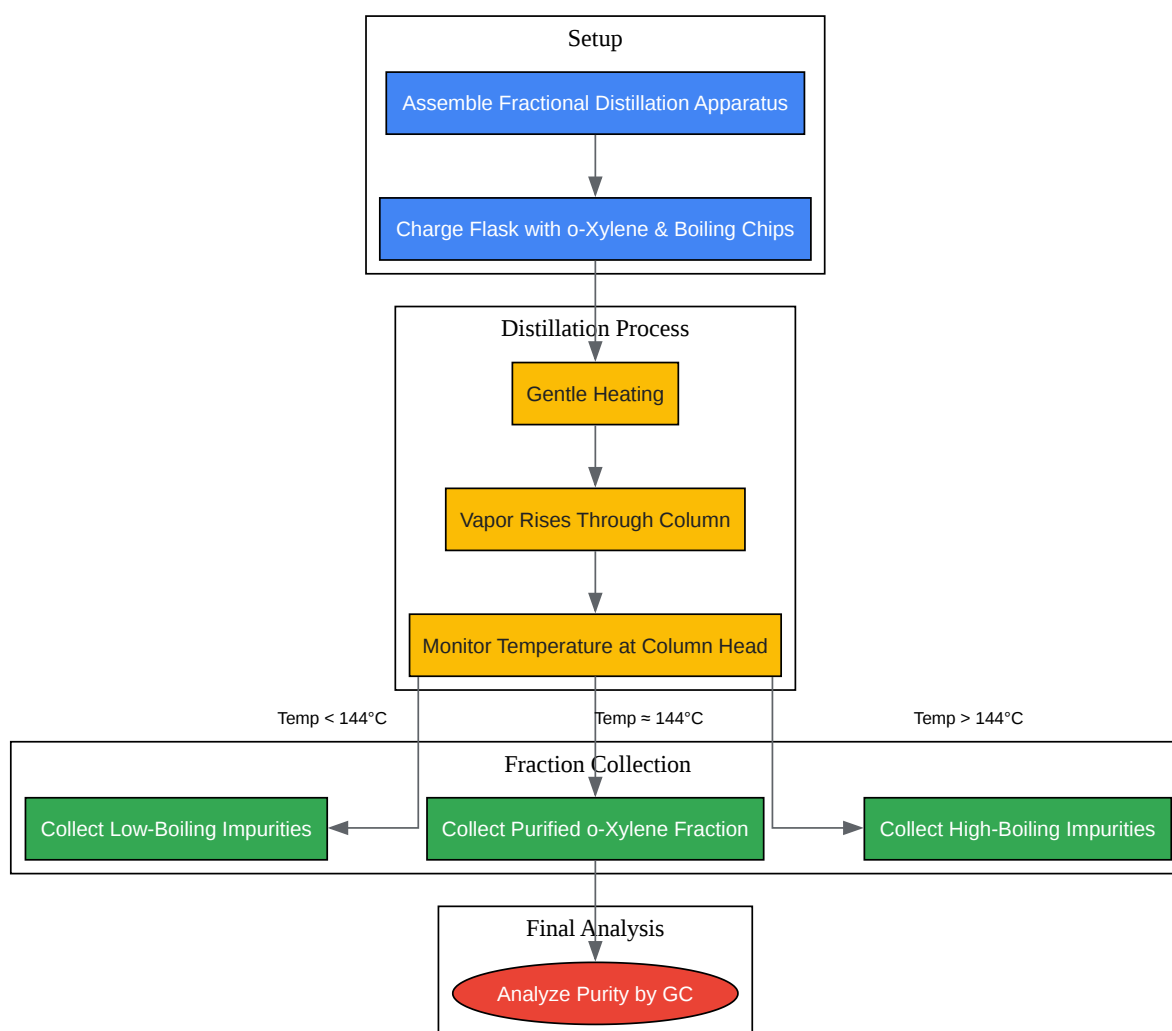 Setup
Assemble Fractional Distillation Apparatus
Charge Flask with o-Xylene & Boiling Chips
Distillation Process
Gentle Heating
Vapor Rises Through Column
Monitor Temperature at Column Head
Temp < 144°C
Temp ≈ 144°C
Temp > 144°C
Fraction Collection
Collect Low-Boiling Impurities
Collect Purified o-Xylene Fraction
Collect High-Boiling Impurities
Final Analysis
Analyze Purity by GC